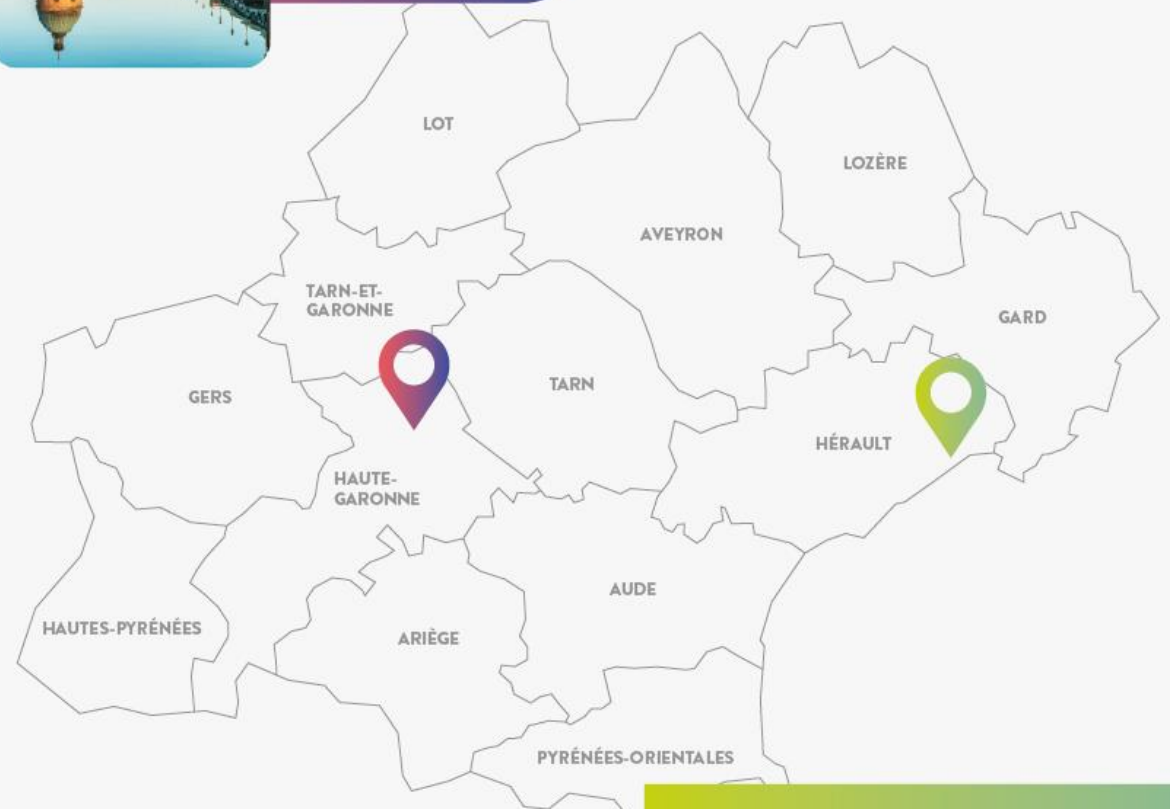 LOT
LOZÈRE
AVEYRON
TARN-ET-
GARONNE
GARD
GERS
TARN
HÉRAULT
HAUTE-
GARONNE
AUDE
HAUTES-PYRÉNÉES
ARIÈGE
PYRÉNÉES-ORIENTALES